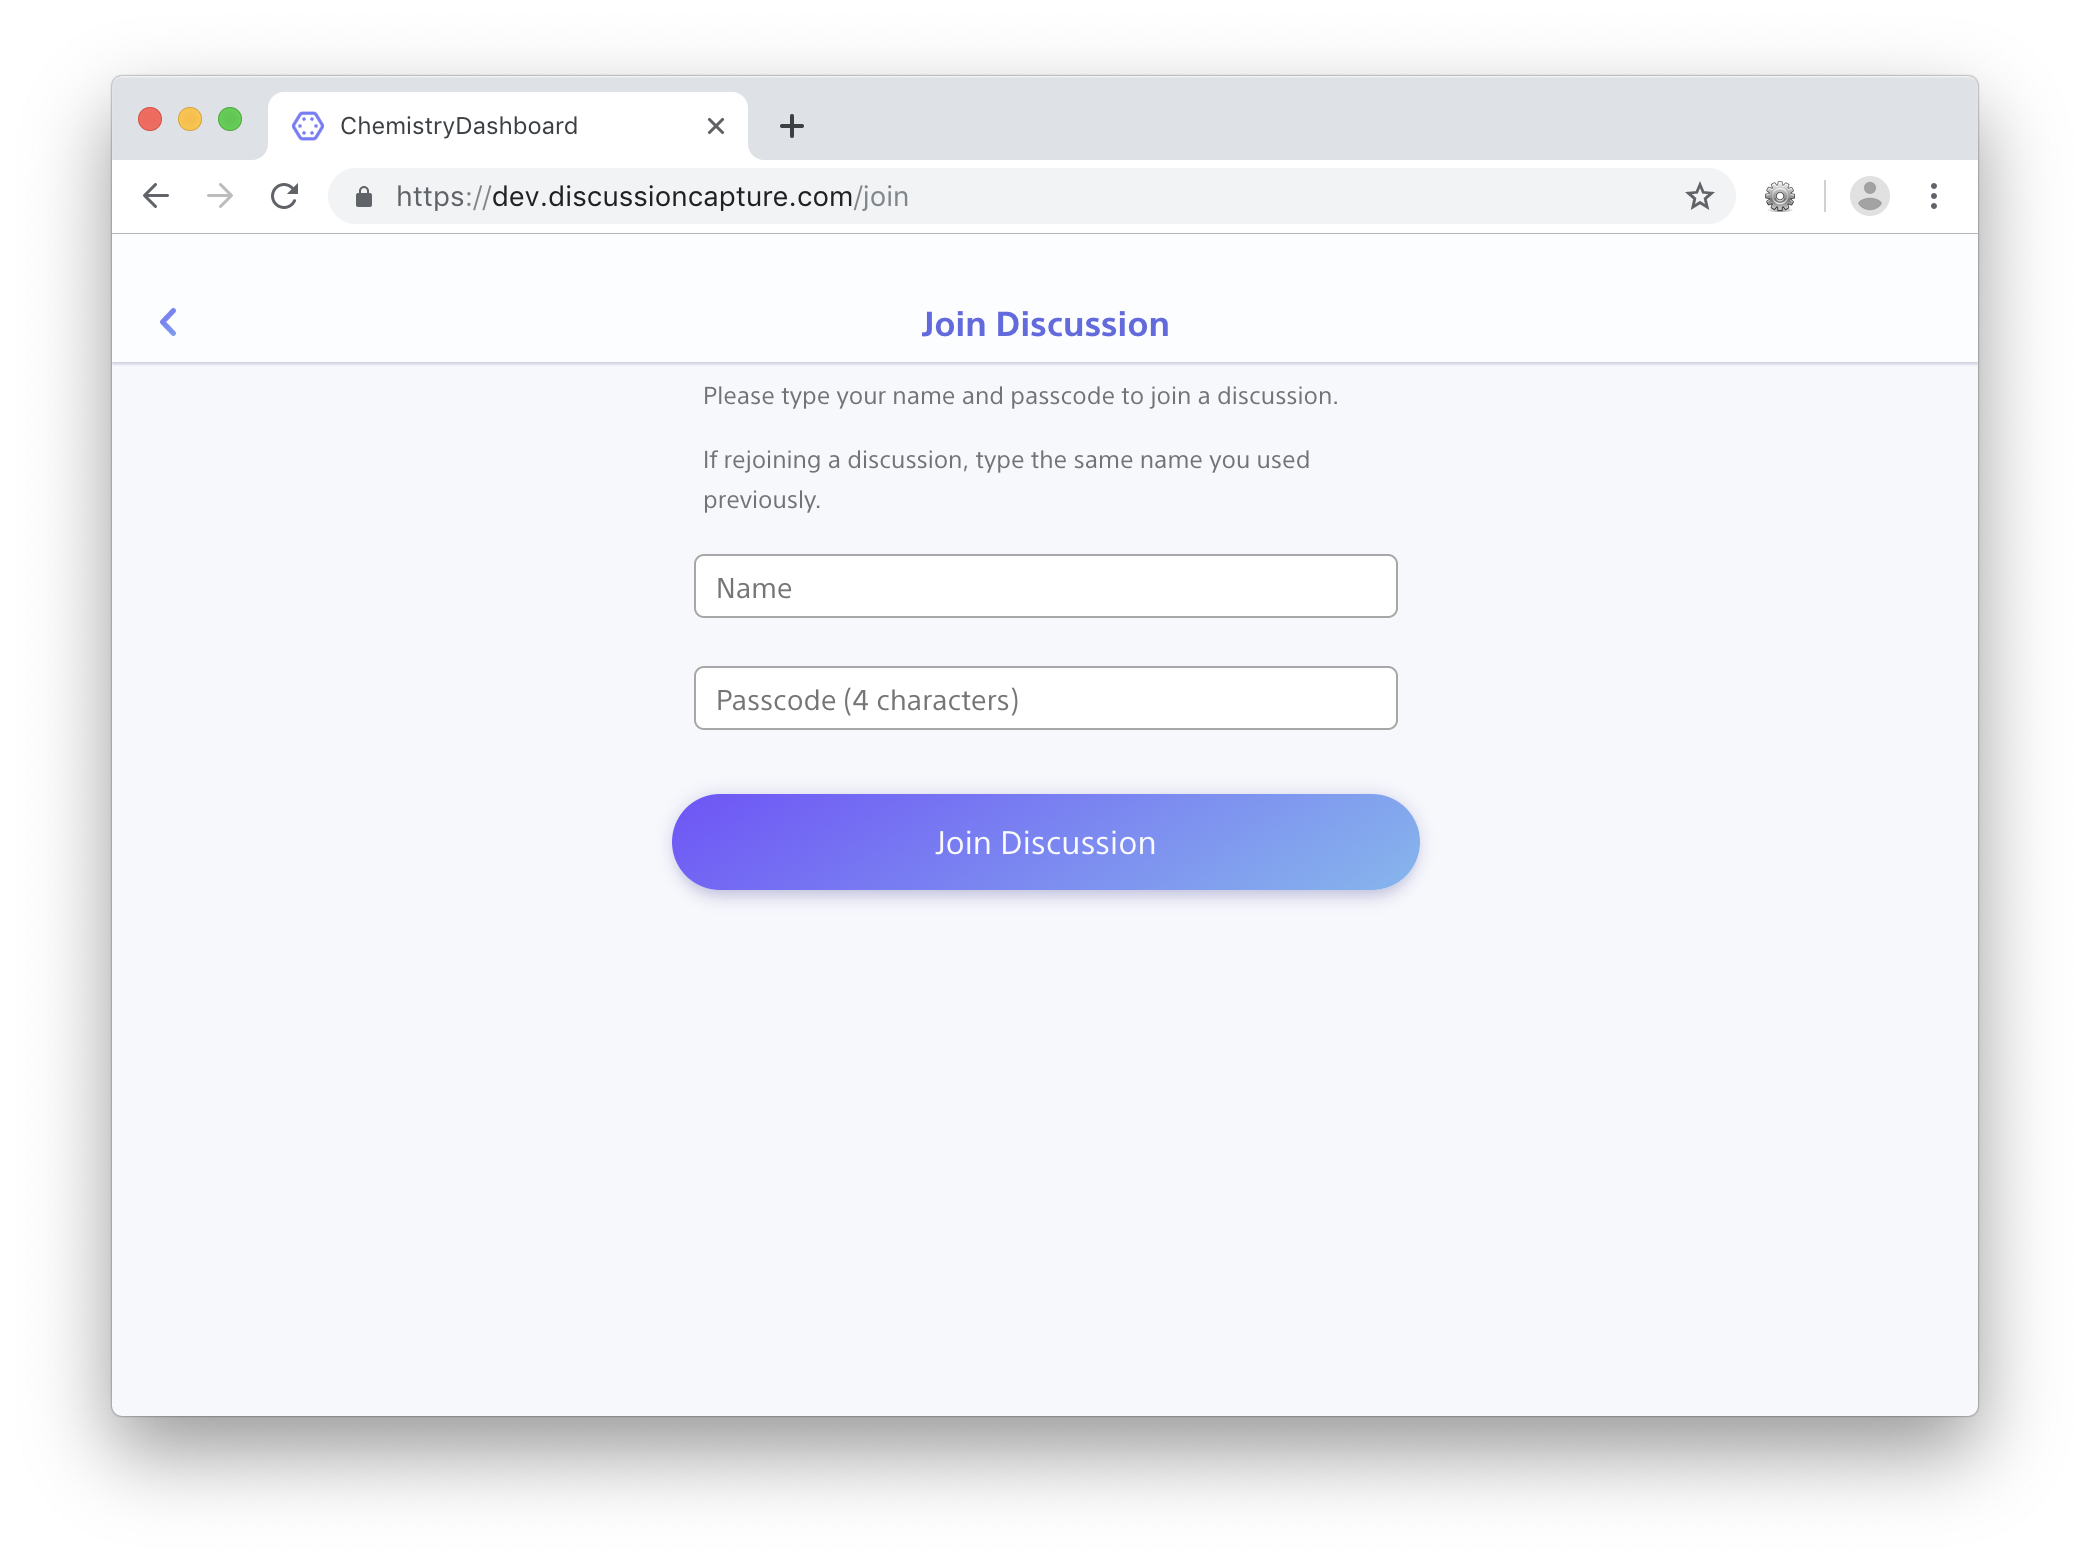 ChemistryDashboard
https://dev.discussioncapture.com/join
Join Discussion
Please type your name and passcode to join a discussion.
If rejoining a discussion, type the same name you used
previously.
Name
Passcode (4 characters)
Join Discussion